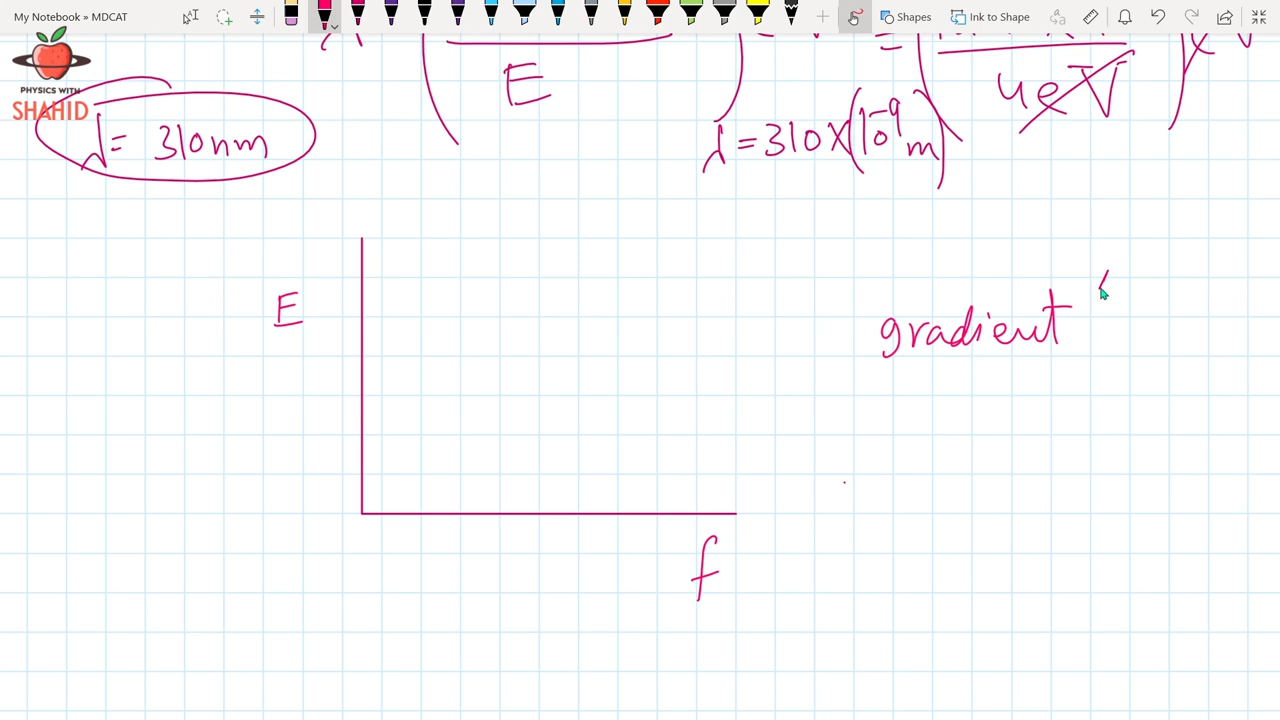 My Notebook » MDCAT
Shapes
Ink to Shape
PHYSICS WITH
SHAHID
E
4eV
λ = 310nm
λ = 310 X (10⁻⁹ m)
E
gradient
f